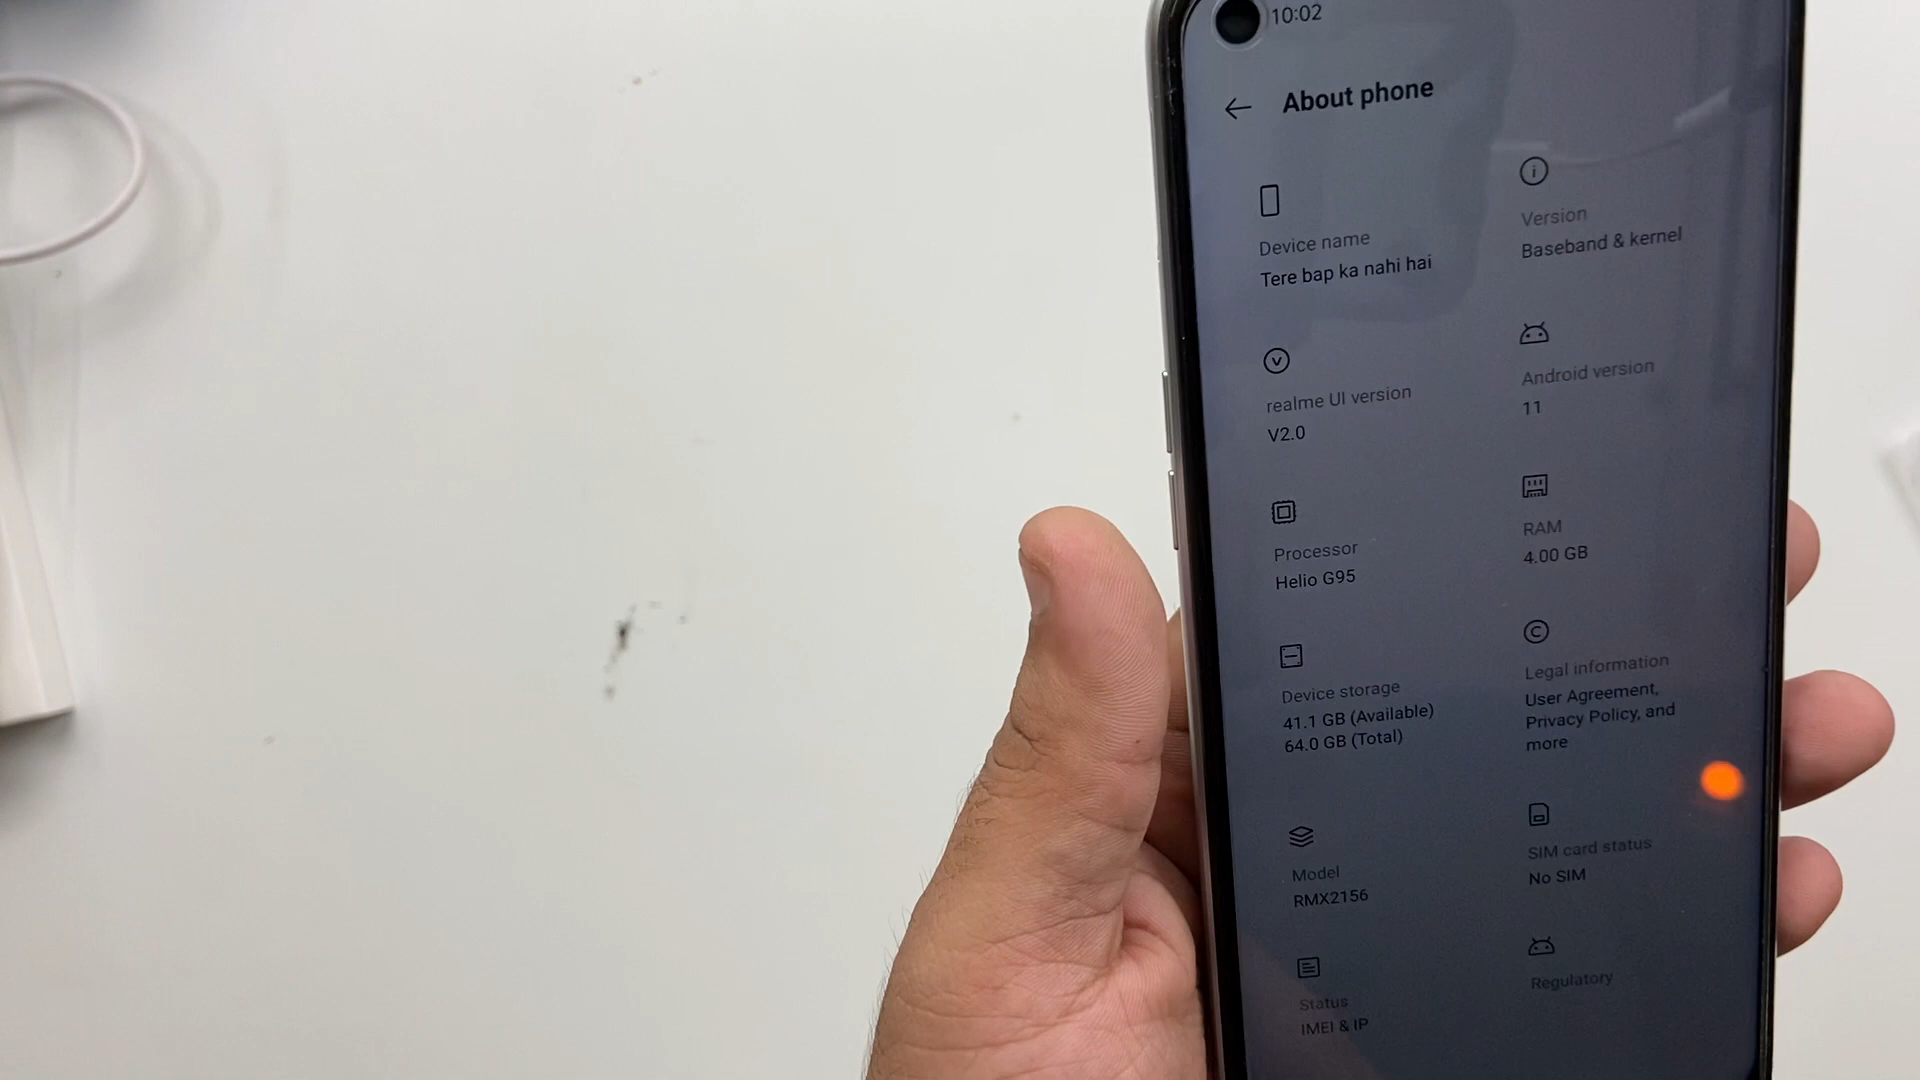 10:02
About phone
Device name
Tere bap ka nahi hai
Version
Baseband & kernel
realme UI version
V2.0
Android version
11
Processor
Helio G95
RAM
4.00 GB
Device storage
41.1 GB (Available)
64.0 GB (Total)
Legal information
User Agreement,
Privacy Policy, and
more
Model
RMX2156
SIM card status
No SIM
Status
IMEI & IP
Regulatory